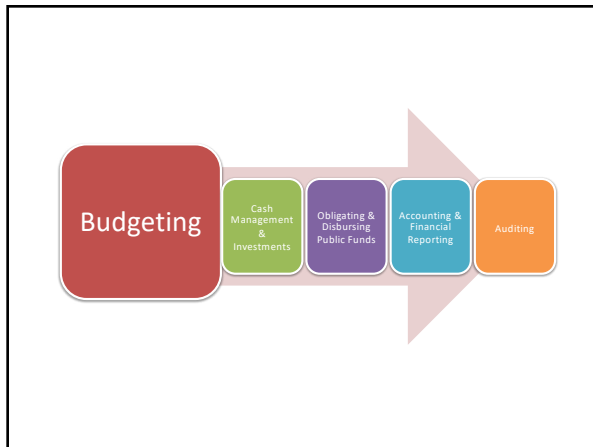 Budgeting
Cash
Management
&
Investments
Obligating &
Disbursing
Public Funds
Accounting &
Financial
Reporting
Auditing